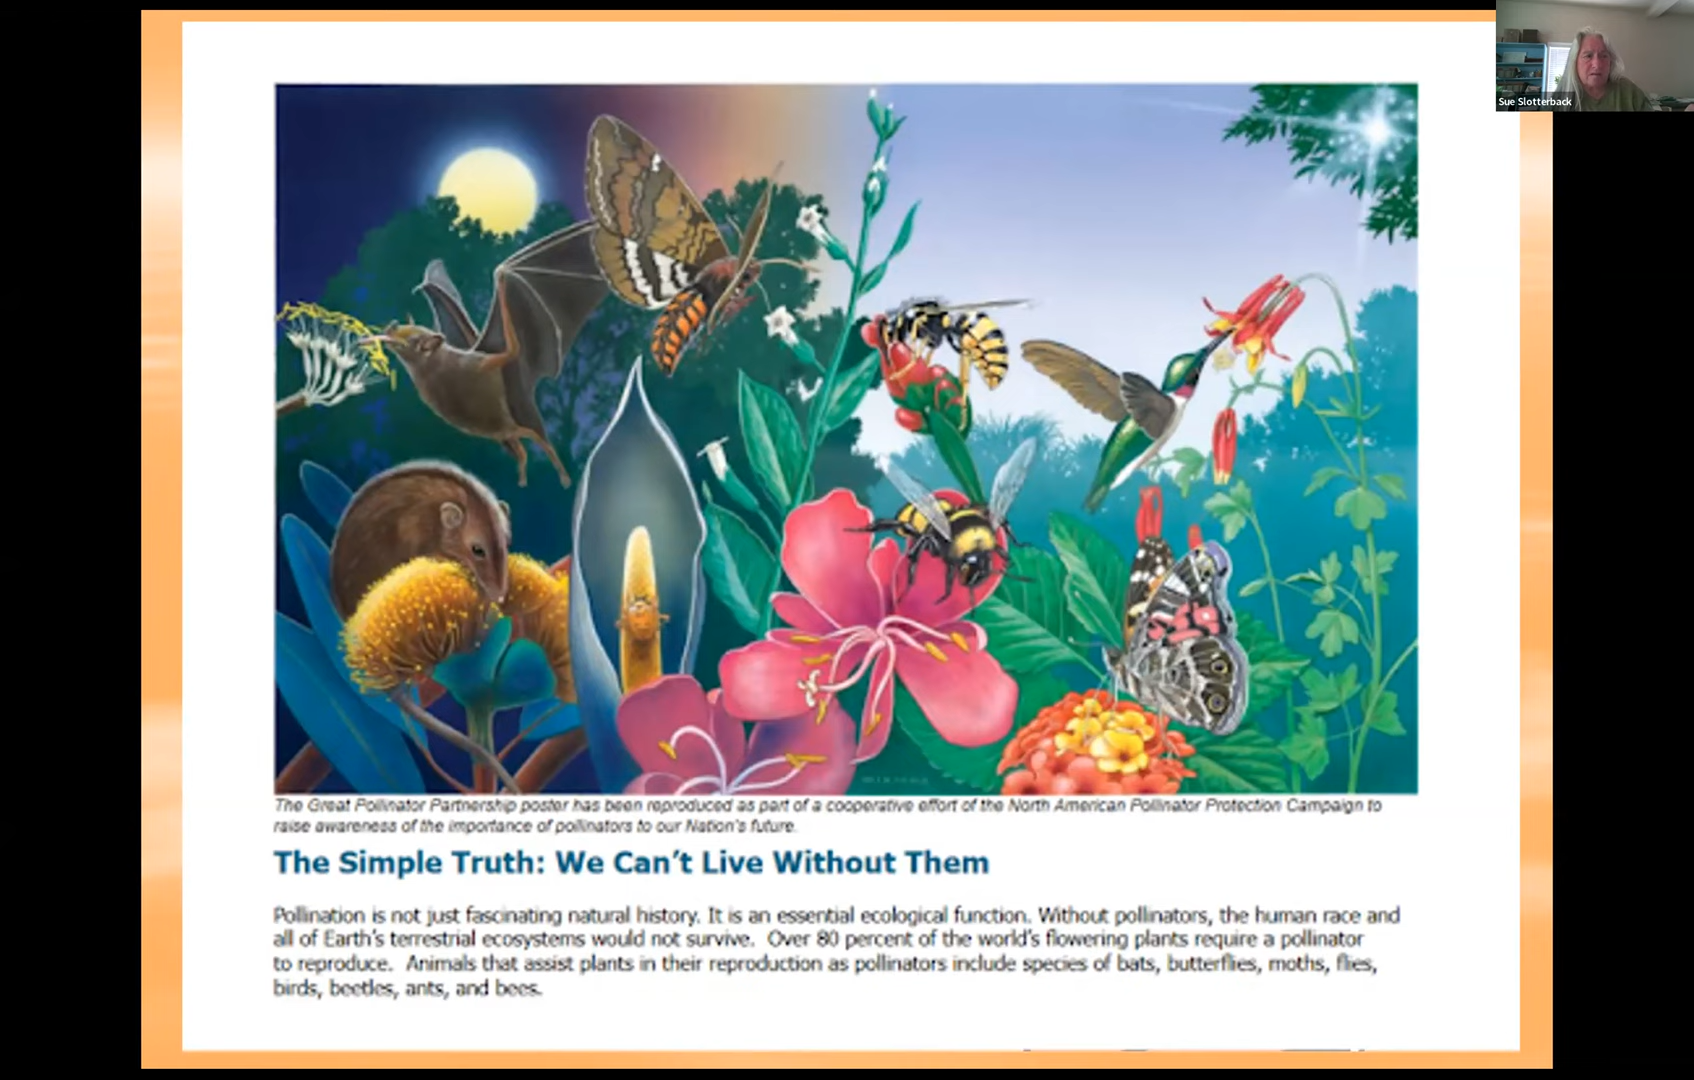 Sue Slotterback
The Great Pollinator Partnership poster has been reproduced as part of a cooperative effort of the North American Pollinator Protection Campaign to
raise awareness of the importance of pollinators to our Nation's future.
The Simple Truth: We Can't Live Without Them
Pollination is not just fascinating natural history. It is an essential ecological function. Without pollinators, the human race and
all of Earth's terrestrial ecosystems would not survive. Over 80 percent of the world's flowering plants require a pollinator
to reproduce. Animals that assist plants in their reproduction as pollinators include species of bats, butterflies, moths, flies,
birds, beetles, ants, and bees.